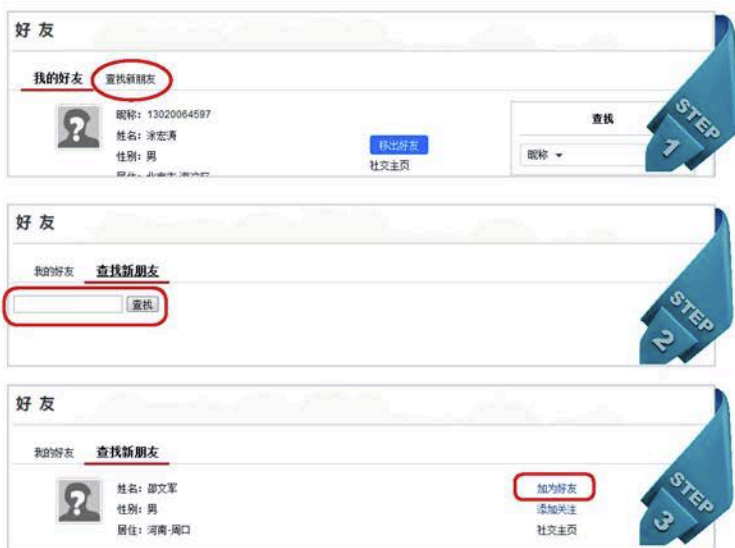 好 友
我的好友 查找新朋友
昵称：13020064597
姓名：涂宏涛
性别：男
移出好友
社交主页
查找
昵称
STEP 1
好 友
我的好友 查找新朋友
查找
STEP 2
好 友
我的好友 查找新朋友
姓名：邵文军
性别：男
居住：河南-周口
加为好友
添加关注
社交主页
STEP 3